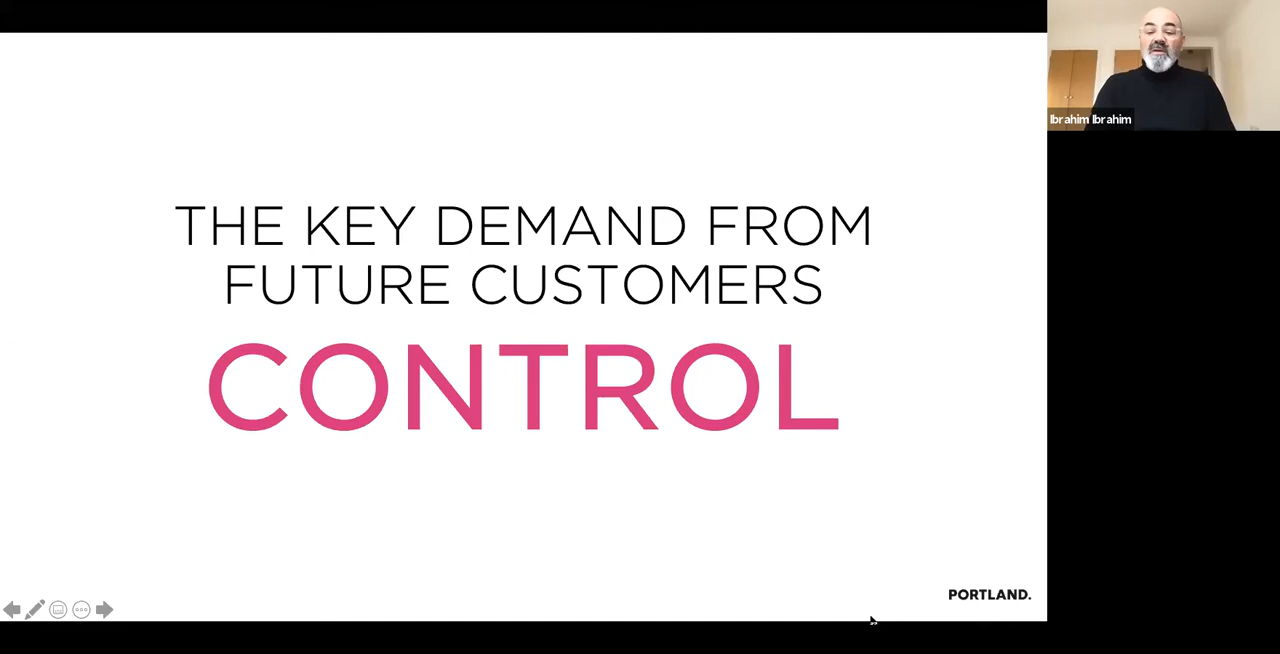 THE KEY DEMAND FROM
FUTURE CUSTOMERS
CONTROL
PORTLAND.
Ibrahim Ibrahim